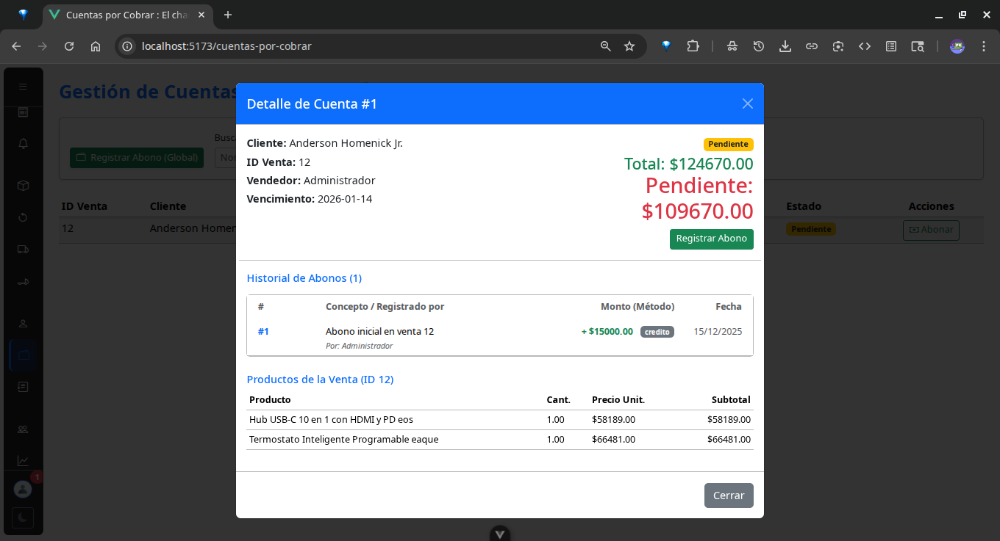 Cuentas por Cobrar : El cha
localhost:5173/cuentas-por-cobrar
Gestión de Cuentas
Detalle de Cuenta #1
Registrar Abono (Global)
Cliente: Anderson Homenick Jr.
Pendiente
ID Venta: 12
Total: $124670.00
Vendedor: Administrador
Pendiente:
$109670.00
Vencimiento: 2026-01-14
Registrar Abono
ID Venta
Cliente
Estado
Acciones
12
Anderson Homer
Pendiente
Abonar
Historial de Abonos (1)
#
Concepto / Registrado por
Monto (Método)
Fecha
#1
Abono inicial en venta 12
+ $15000.00
credito
15/12/2025
Por: Administrador
Productos de la Venta (ID 12)
Producto
Cant.
Precio Unit.
Subtotal
Hub USB-C 10 en 1 con HDMI y PD eos
1.00
$58189.00
$58189.00
Termostato Inteligente Programable eaque
1.00
$66481.00
$66481.00
1
Cerrar